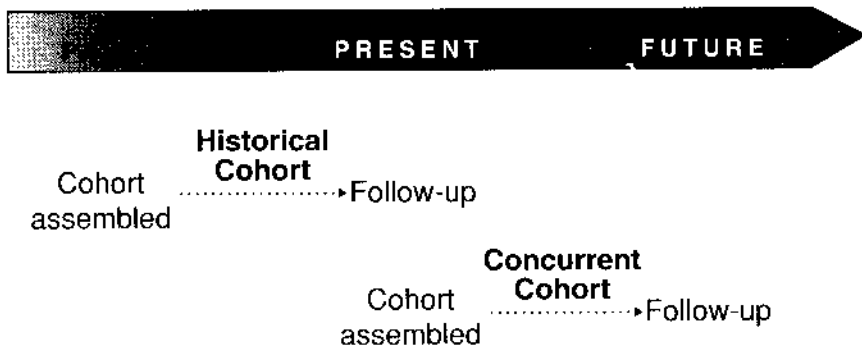 PRESENT FUTURE
Historical
Cohort
Cohort
assembled
Follow-up
Concurrent
Cohort
Cohort
assembled
Follow-up